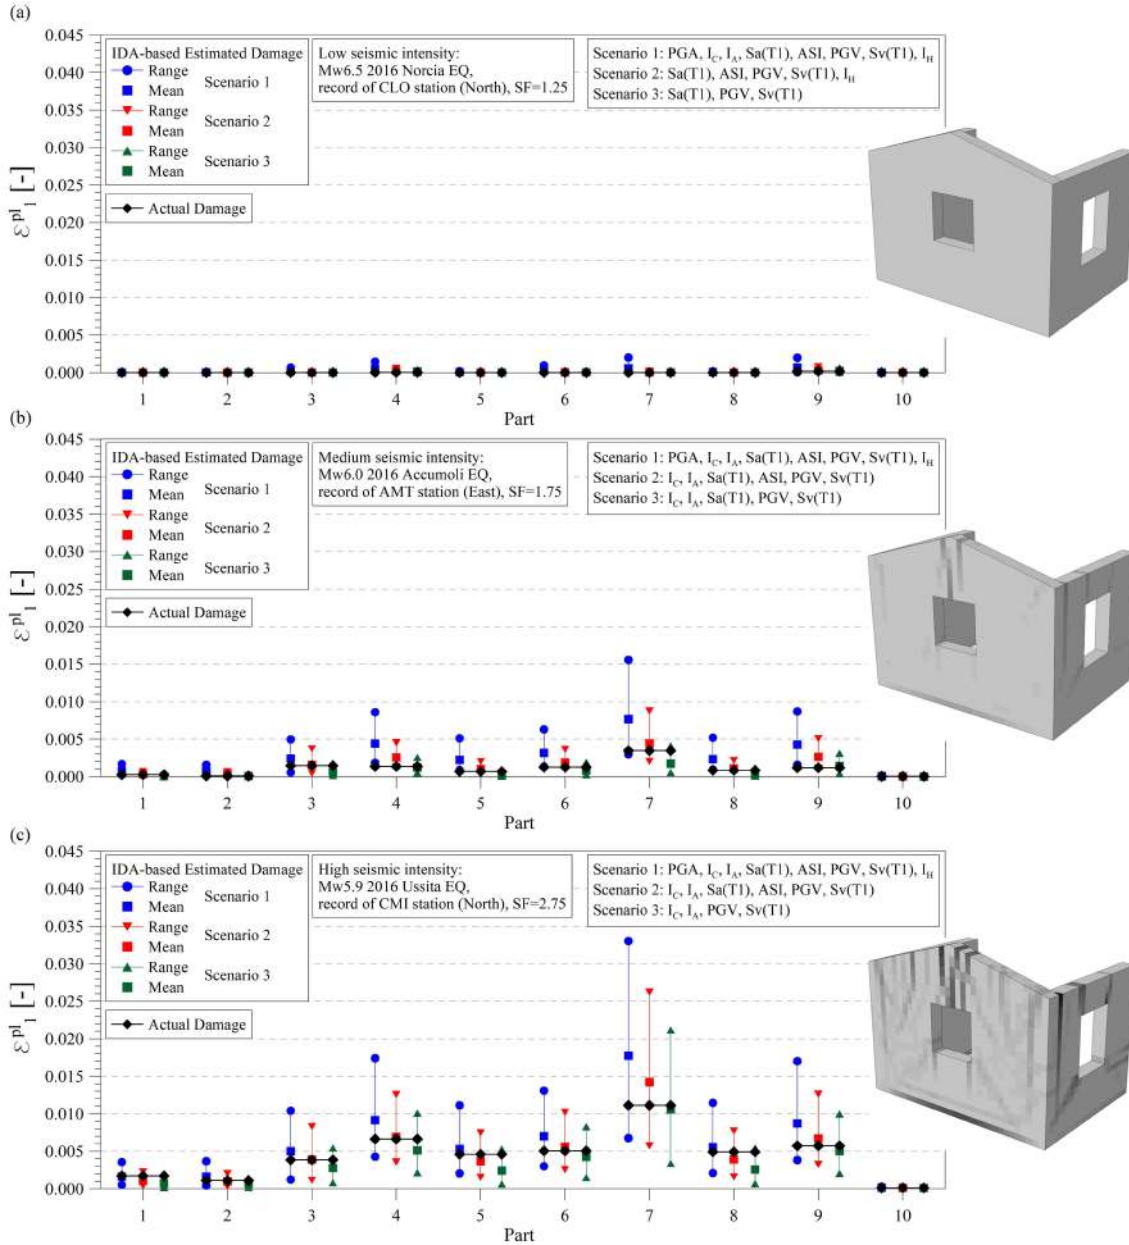 (a)
0.045
0.040
0.035
0.030
0.025
0.020
0.015
0.010
0.005
0.000
ε^pl_1 [-]
IDA-based Estimated Damage
Range
Mean
Scenario 1
Range
Mean
Scenario 2
Range
Mean
Scenario 3
Actual Damage
Low seismic intensity:
Mw6.5 2016 Norcia EQ,
record of CLO station (North), SF=1.25
Scenario 1: PGA, I_C, I_A, Sa(T1), ASI, PGV, Sv(T1), I_H
Scenario 2: Sa(T1), ASI, PGV, Sv(T1), I_H
Scenario 3: Sa(T1), PGV, Sv(T1)
1 2 3 4 5 6 7 8 9 10
Part
(b)
0.045
0.040
0.035
0.030
0.025
0.020
0.015
0.010
0.005
0.000
ε^pl_1 [-]
IDA-based Estimated Damage
Range
Mean
Scenario 1
Range
Mean
Scenario 2
Range
Mean
Scenario 3
Actual Damage
Medium seismic intensity:
Mw6.0 2016 Accumoli EQ,
record of AMT station (East), SF=1.75
Scenario 1: PGA, I_C, I_A, Sa(T1), ASI, PGV, Sv(T1), I_H
Scenario 2: I_C, I_A, Sa(T1), ASI, PGV, Sv(T1)
Scenario 3: I_C, I_A, Sa(T1), PGV, Sv(T1)
1 2 3 4 5 6 7 8 9 10
Part
(c)
0.045
0.040
0.035
0.030
0.025
0.020
0.015
0.010
0.005
0.000
ε^pl_1 [-]
IDA-based Estimated Damage
Range
Mean
Scenario 1
Range
Mean
Scenario 2
Range
Mean
Scenario 3
Actual Damage
High seismic intensity:
Mw5.9 2016 Ussita EQ,
record of CMI station (North), SF=2.75
Scenario 1: PGA, I_C, I_A, Sa(T1), ASI, PGV, Sv(T1), I_H
Scenario 2: I_C, I_A, Sa(T1), ASI, PGV, Sv(T1)
Scenario 3: I_C, I_A, PGV, Sv(T1)
1 2 3 4 5 6 7 8 9 10
Part